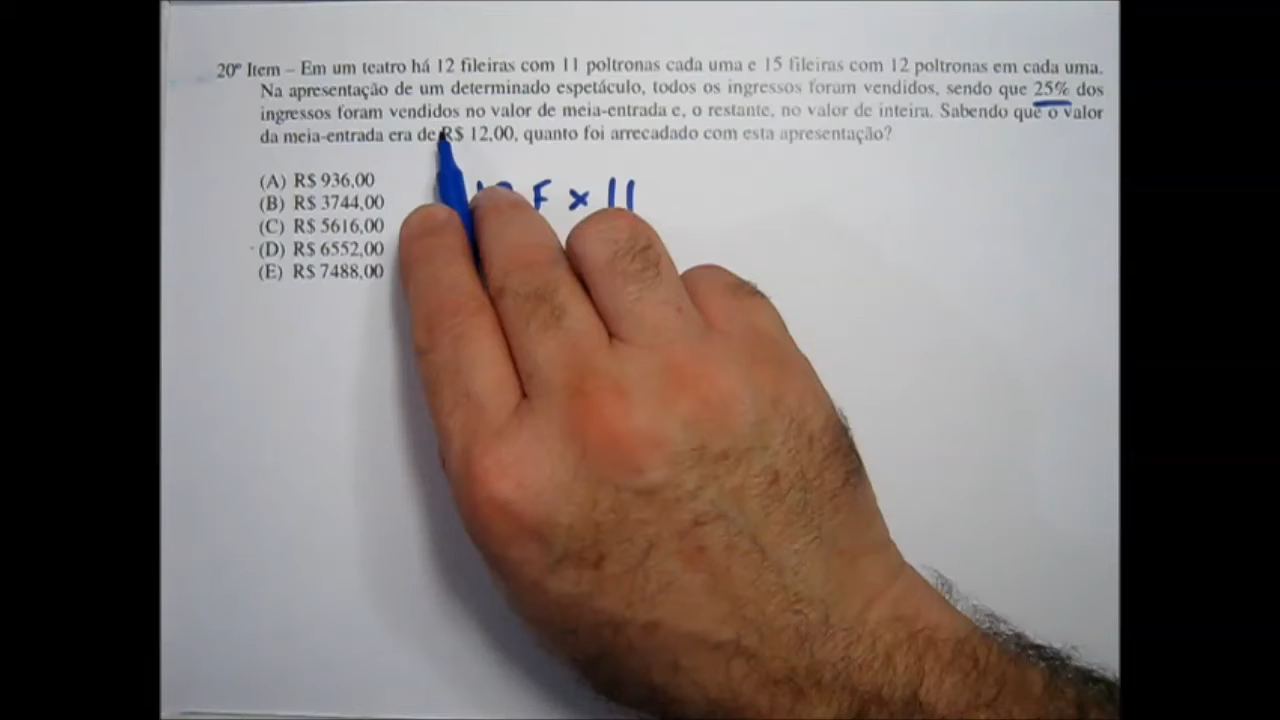 20º Item – Em um teatro há 12 fileiras com 11 poltronas cada uma e 15 fileiras com 12 poltronas em cada uma.
Na apresentação de um determinado espetáculo, todos os ingressos foram vendidos, sendo que 25% dos
ingressos foram vendidos no valor de meia-entrada e, o restante, no valor de inteira. Sabendo que o valor
da meia-entrada era de R$ 12,00, quanto foi arrecadado com esta apresentação?
(A) R$ 936,00
(B) R$ 3744,00
(C) R$ 5616,00
(D) R$ 6552,00
(E) R$ 7488,00
F x 11